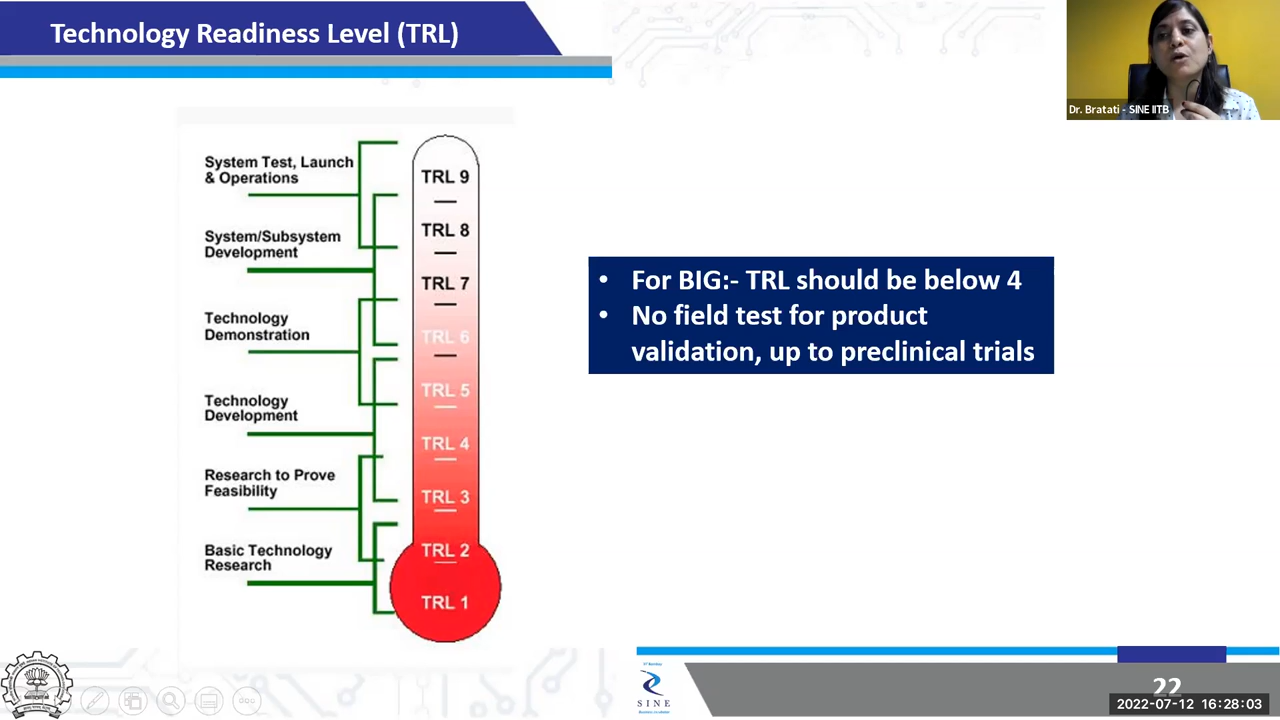 Technology Readiness Level (TRL)
Dr. Bratati - SINE IITB
System Test, Launch
& Operations
System/Subsystem
Development
Technology
Demonstration
Technology
Development
Research to Prove
Feasibility
Basic Technology
Research
TRL 9
TRL 8
TRL 7
TRL 6
TRL 5
TRL 4
TRL 3
TRL 2
TRL 1
• For BIG:- TRL should be below 4
• No field test for product
validation, up to preclinical trials
SINE
22
2022-07-12 16:28:03